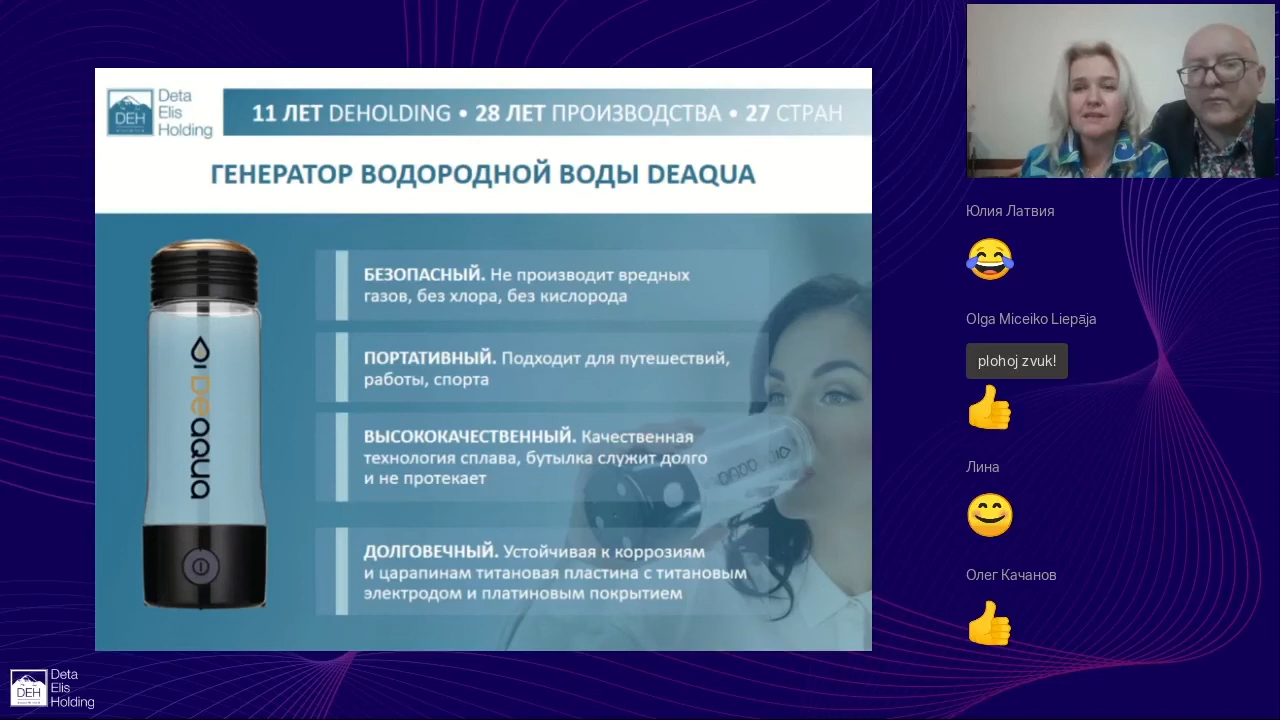 Deta
Elis
Holding
DEH
11 ЛЕТ DEHOLDING • 28 ЛЕТ ПРОИЗВОДСТВА • 27 СТРАН
ГЕНЕРАТОР ВОДОРОДНОЙ ВОДЫ DEAQUA
DEAQUA
БЕЗОПАСНЫЙ. Не производит вредных
газов, без хлора, без кислорода
ПОРТАТИВНЫЙ. Подходит для путешествий,
работы, спорта
ВЫСОКОКАЧЕСТВЕННЫЙ. Качественная
технология сплава, бутылка служит долго
и не протекает
ДОЛГОВЕЧНЫЙ. Устойчивая к коррозиям
и царапинам титановая пластина с титановым
электродом и платиновым покрытием
Юлия Латвия
Olga Miceiko Liepāja
plohoj zvuk!
Лина
Олег Качанов
DEH
Deta
Elis
Holding